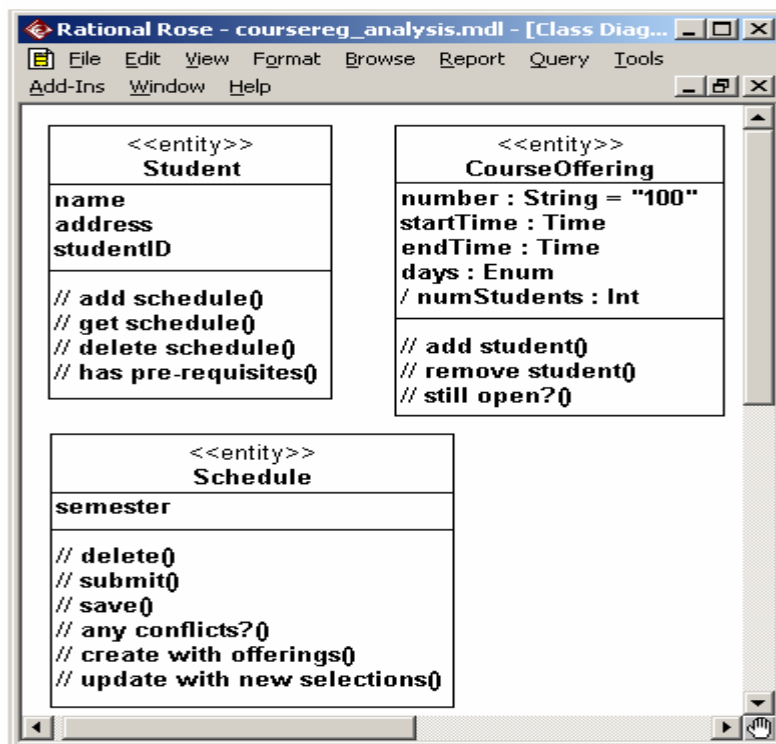 Rational Rose - coursereg_analysis.mdl - [Class Diag...
File Edit View Format Browse Report Query Tools
Add-Ins Window Help
<<entity>>
Student
name
address
studentID
// add schedule()
// get schedule()
// delete schedule()
// has pre-requisites()
<<entity>>
CourseOffering
number : String = "100"
startTime : Time
endTime : Time
days : Enum
/ numStudents : Int
// add student()
// remove student()
// still open?()
<<entity>>
Schedule
semester
// delete()
// submit()
// save()
// any conflicts?()
// create with offerings()
// update with new selections()